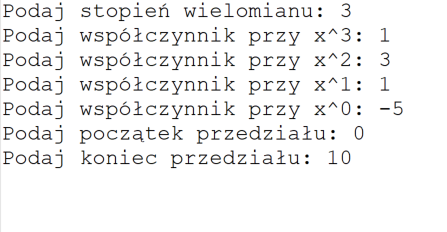 Podaj stopień wielomianu: 3
Podaj współczynnik przy x^3: 1
Podaj współczynnik przy x^2: 3
Podaj współczynnik przy x^1: 1
Podaj współczynnik przy x^0: -5
Podaj początek przedziału: 0
Podaj koniec przedziału: 10